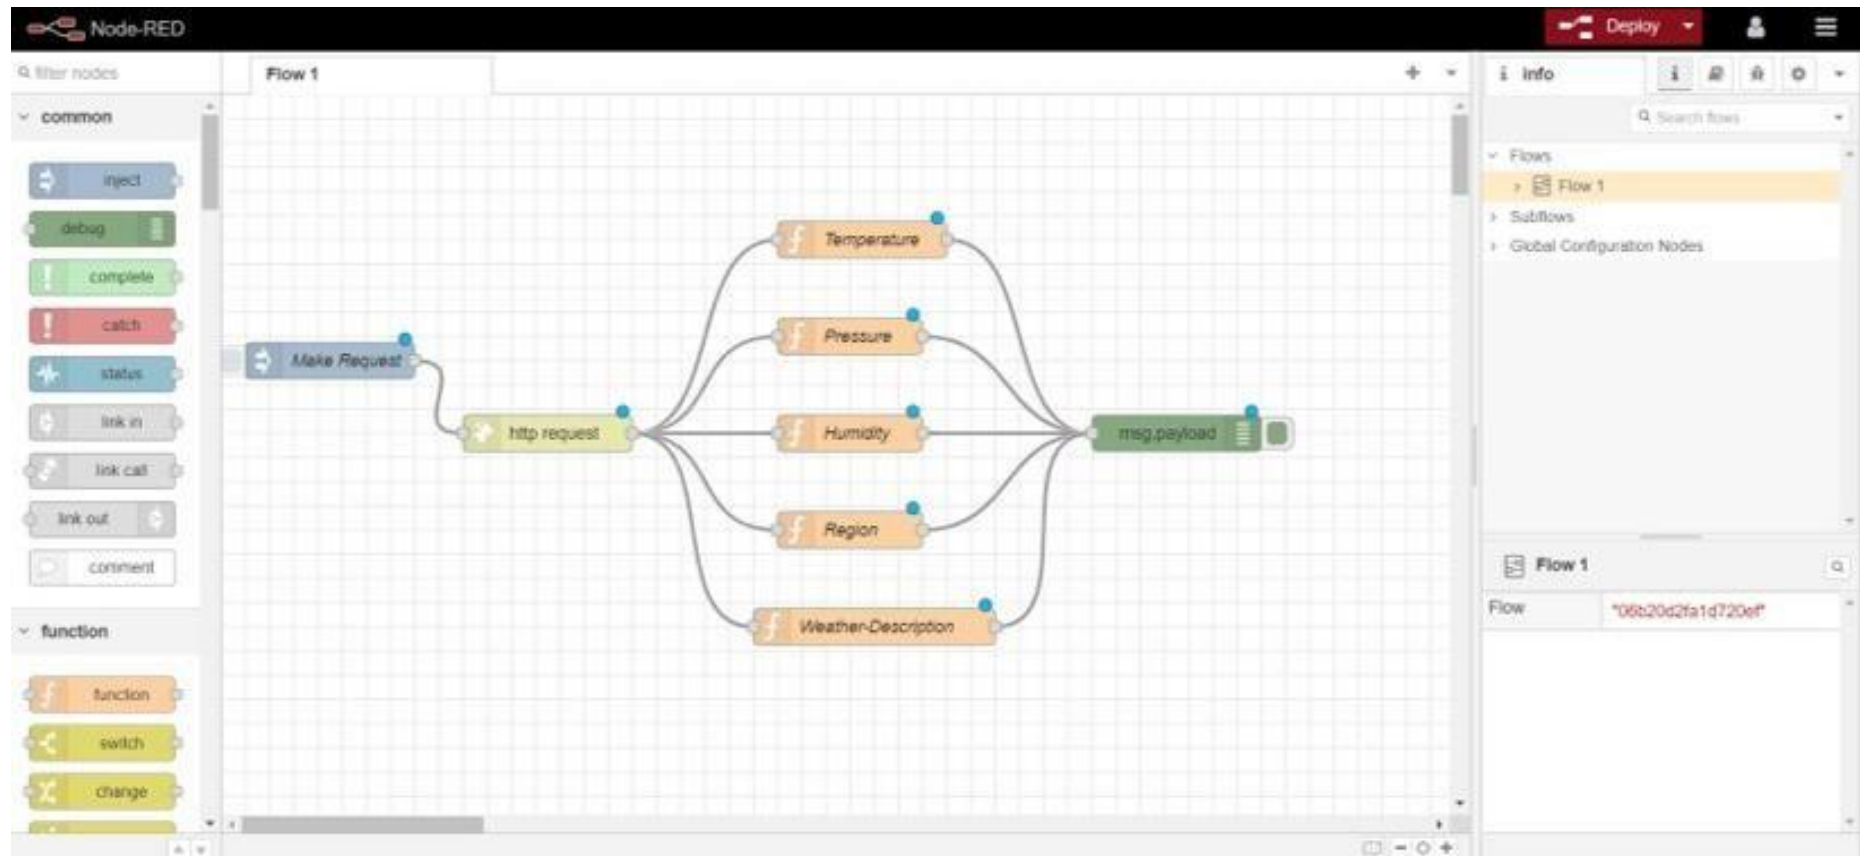 Node-RED
Deploy
filter nodes
Flow 1
info
common
Search flows
inject
debug
complete
catch
status
link in
link call
link out
comment
function
function
switch
change
Make Request
http request
Temperature
Pressure
Humidity
Region
Weather-Description
msg.payload
Flows
Flow 1
Subflows
Global Configuration Nodes
Flow 1
Flow "06b20d2fa1d720ef"